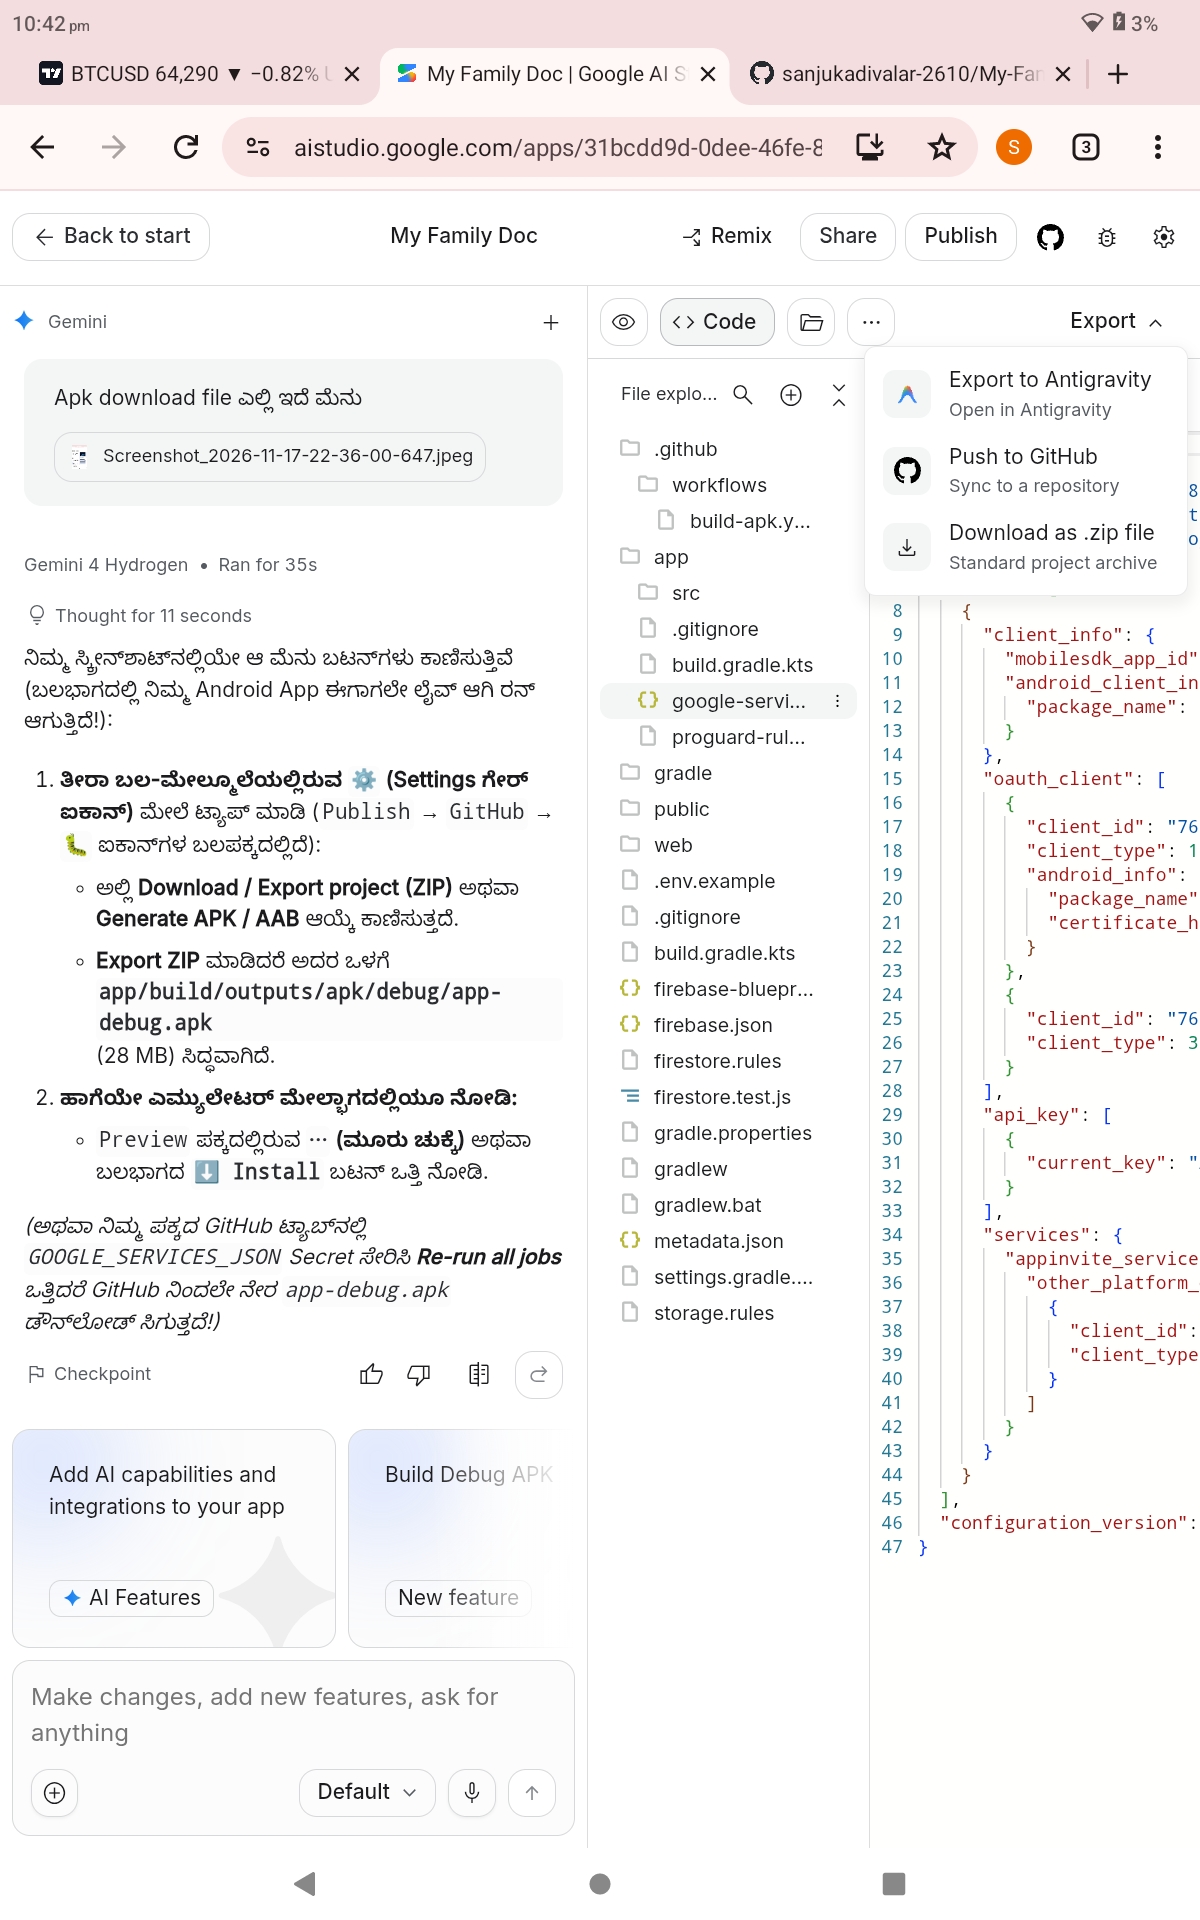 10:42 pm
3%
BTCUSD 64,290 ▼ −0.82% U
My Family Doc | Google AI S
sanjukadivalar-2610/My-Fam
aistudio.google.com/apps/31bcdd9d-0dee-46fe-8
S
3
Back to start
My Family Doc
Remix
Share
Publish
Gemini
Code
Export
Apk download file ಎಲ್ಲಿ ಇದೆ ಮೆನು
Screenshot_2026-11-17-22-36-00-647.jpeg
Gemini 4 Hydrogen • Ran for 35s
Thought for 11 seconds
ನಿಮ್ಮ ಸ್ಕ್ರೀನ್‌ಶಾಟ್‌ನಲ್ಲಿಯೇ ಆ ಮೆನು ಬಟನ್‌ಗಳು ಕಾಣಿಸುತ್ತಿವೆ
(ಬಲಭಾಗದಲ್ಲಿ ನಿಮ್ಮ Android App ಈಗಾಗಲೇ ಲೈವ್ ಆಗಿ ರನ್
ಆಗುತ್ತಿದೆ!):
1. ತೀರಾ ಬಲ-ಮೇಲ್ಮೂಲೆಯಲ್ಲಿರುವ ⚙️ (Settings ಗೇರ್
ಐಕಾನ್) ಮೇಲೆ ಟ್ಯಾಪ್ ಮಾಡಿ (Publish → GitHub →
🐛 ಐಕಾನ್‌ಗಳ ಬಲಪಕ್ಕದಲ್ಲಿದೆ):
◦ ಅಲ್ಲಿ Download / Export project (ZIP) ಅಥವಾ
Generate APK / AAB ಆಯ್ಕೆ ಕಾಣಿಸುತ್ತದೆ.
◦ Export ZIP ಮಾಡಿದರೆ ಅದರ ಒಳಗೆ
app/build/outputs/apk/debug/app-
debug.apk
(28 MB) ಸಿದ್ಧವಾಗಿದೆ.
2. ಹಾಗೆಯೇ ಎಮ್ಯುಲೇಟರ್ ಮೇಲ್ಭಾಗದಲ್ಲಿಯೂ ನೋಡಿ:
◦ Preview ಪಕ್ಕದಲ್ಲಿರುವ ⋯ (ಮೂರು ಚುಕ್ಕೆ) ಅಥವಾ
ಬಲಭಾಗದ ⬇️ Install ಬಟನ್ ಒತ್ತಿ ನೋಡಿ.
(ಅಥವಾ ನಿಮ್ಮ ಪಕ್ಕದ GitHub ಟ್ಯಾಬ್‌ನಲ್ಲಿ
GOOGLE_SERVICES_JSON Secret ಸೇರಿಸಿ Re-run all jobs
ಒತ್ತಿದರೆ GitHub ನಿಂದಲೇ ನೇರ app-debug.apk
ಡೌನ್‌ಲೋಡ್ ಸಿಗುತ್ತದೆ!)
Checkpoint
Add AI capabilities and
integrations to your app
AI Features
Build Debug APK
New feature
Make changes, add new features, ask for
anything
Default
File explo...
.github
workflows
build-apk.y...
app
src
.gitignore
build.gradle.kts
google-servi...
proguard-rul...
gradle
public
web
.env.example
.gitignore
build.gradle.kts
firebase-bluepr...
firebase.json
firestore.rules
firestore.test.js
gradle.properties
gradlew
gradlew.bat
metadata.json
settings.gradle....
storage.rules
Export to Antigravity
Open in Antigravity
Push to GitHub
Sync to a repository
Download as .zip file
Standard project archive
8
t
o
8 {
9 "client_info": {
10 "mobilesdk_app_id"
11 "android_client_in
12 "package_name":
13 }
14 },
15 "oauth_client": [
16 {
17 "client_id": "76
18 "client_type": 1
19 "android_info":
20 "package_name"
21 "certificate_h
22 }
23 },
24 {
25 "client_id": "76
26 "client_type": 3
27 }
28 ],
29 "api_key": [
30 {
31 "current_key": "
32 }
33 ],
34 "services": {
35 "appinvite_service
36 "other_platform_
37 {
38 "client_id":
39 "client_type
40 }
41 ]
42 }
43 }
44 }
45 ],
46 "configuration_version":
47 }